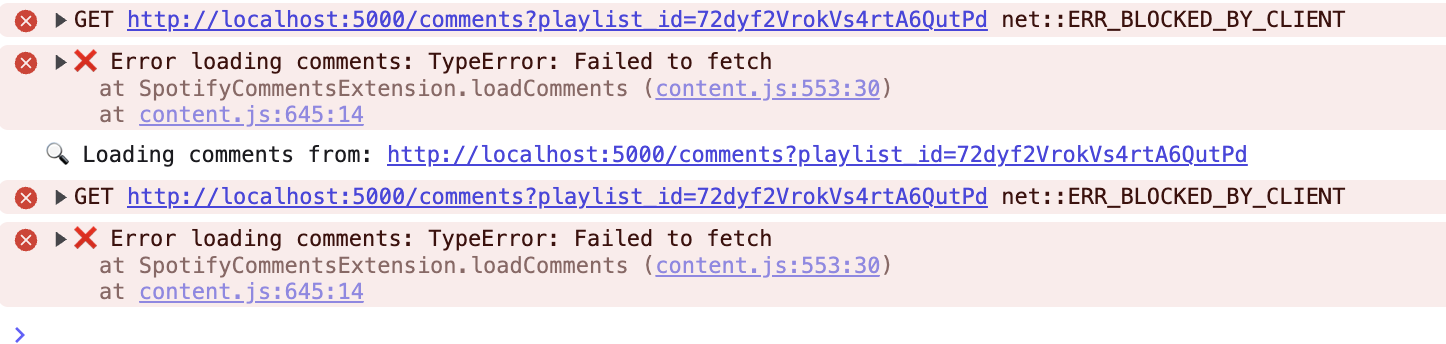 GET http://localhost:5000/comments?playlist_id=72dyf2VrokVs4rtA6QutPd net::ERR_BLOCKED_BY_CLIENT
❌ Error loading comments: TypeError: Failed to fetch
at SpotifyCommentsExtension.loadComments (content.js:553:30)
at content.js:645:14
🔍 Loading comments from: http://localhost:5000/comments?playlist_id=72dyf2VrokVs4rtA6QutPd
GET http://localhost:5000/comments?playlist_id=72dyf2VrokVs4rtA6QutPd net::ERR_BLOCKED_BY_CLIENT
❌ Error loading comments: TypeError: Failed to fetch
at SpotifyCommentsExtension.loadComments (content.js:553:30)
at content.js:645:14